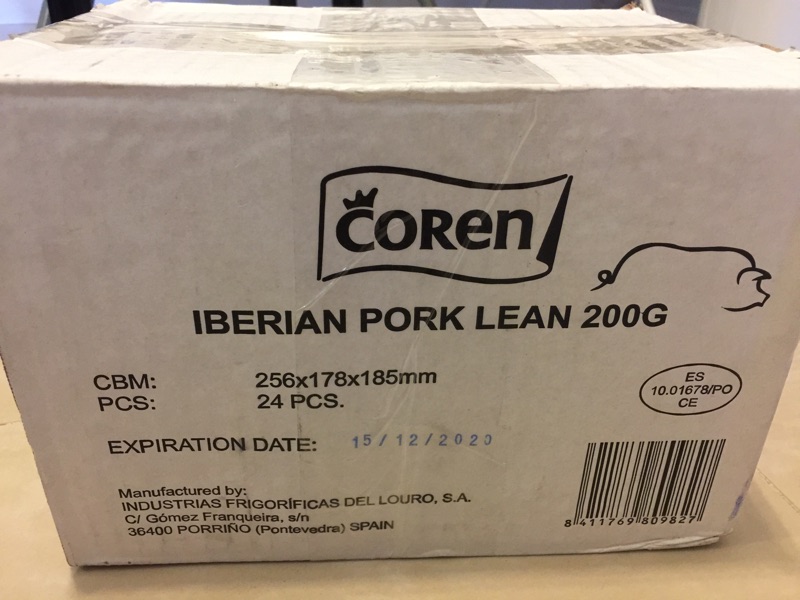 COREN
IBERIAN PORK LEAN 200G
CBM: 256x178x185mm
PCS: 24 PCS.
ES
10.01678/PO
CE
EXPIRATION DATE: 15/12/2020
Manufactured by:
INDUSTRIAS FRIGORÍFICAS DEL LOURO, S.A.
C/ Gómez Franqueira, s/n
36400 PORRIÑO (Pontevedra) SPAIN
8 411769 809827